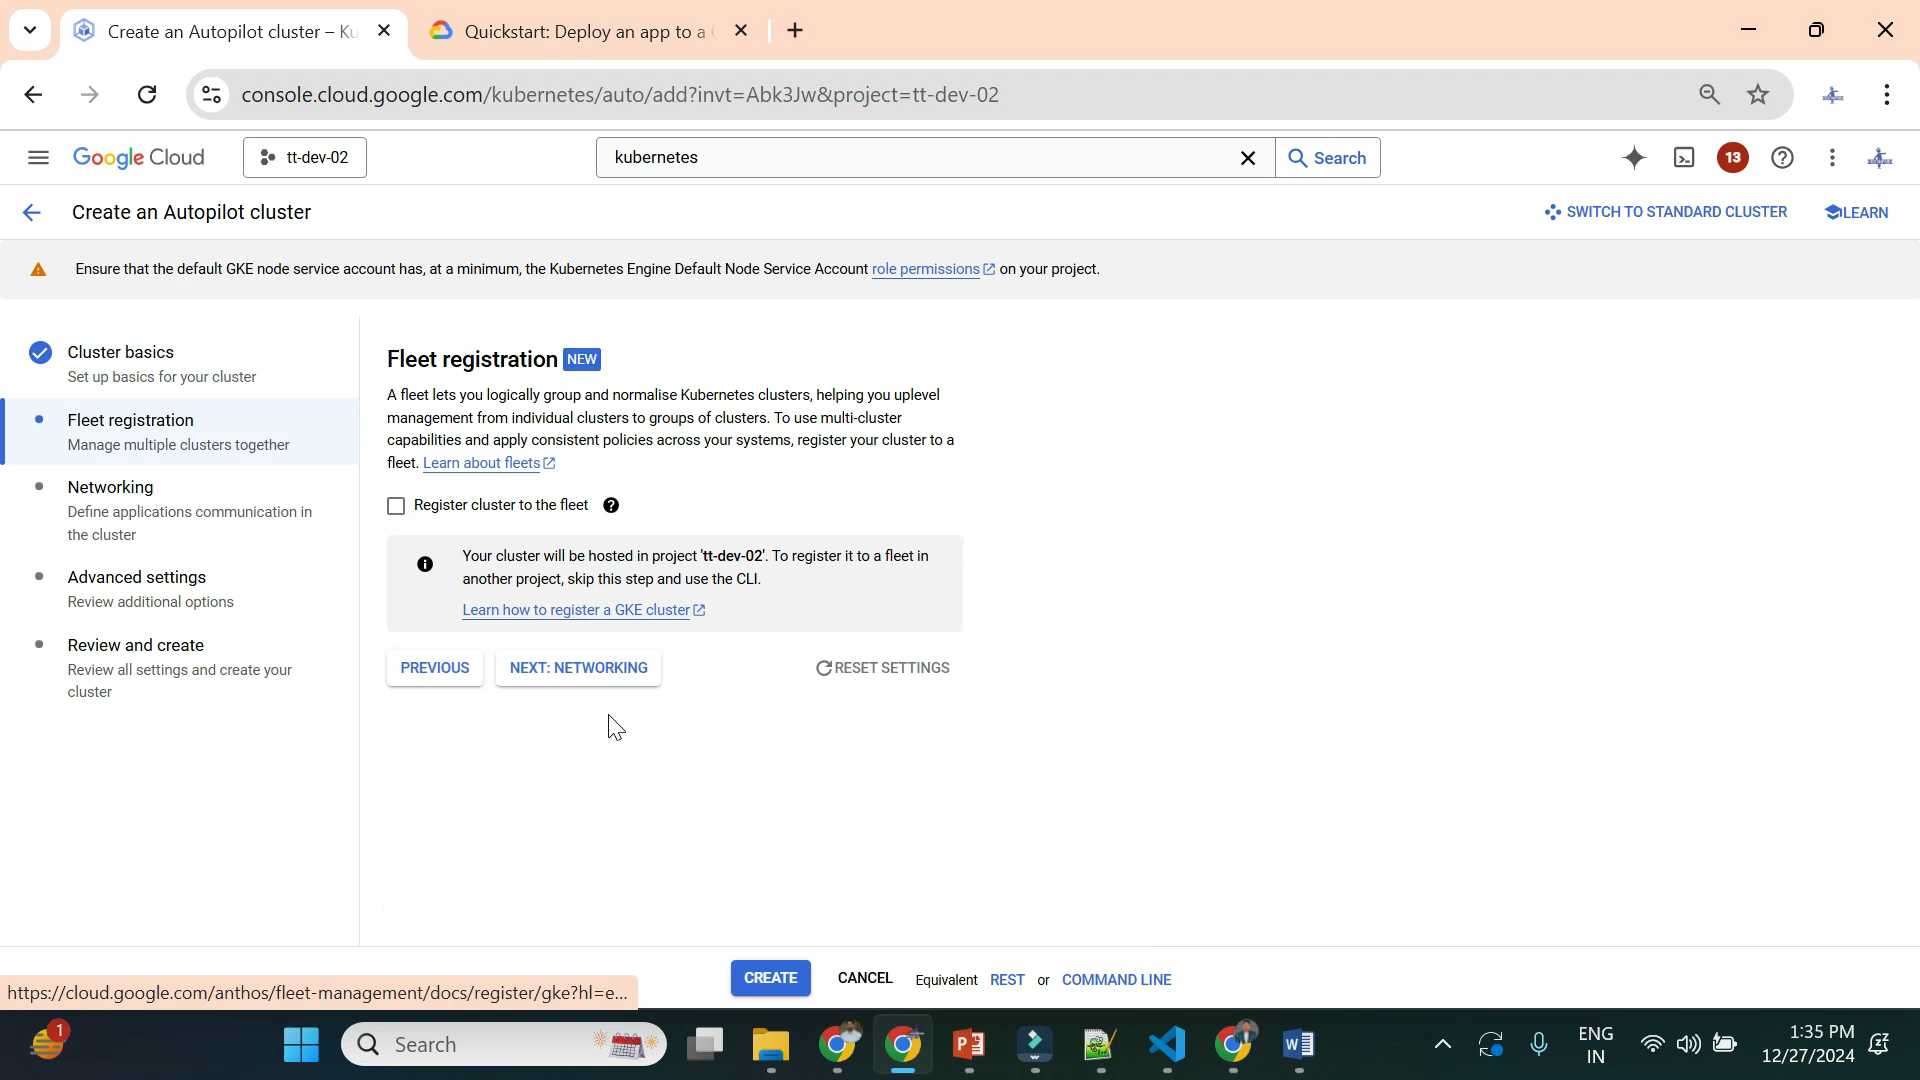 Create an Autopilot cluster – Ku
Quickstart: Deploy an app to a
console.cloud.google.com/kubernetes/auto/add?invt=Abk3Jw&project=tt-dev-02
Google Cloud
tt-dev-02
kubernetes
Search
13
Create an Autopilot cluster
SWITCH TO STANDARD CLUSTER
LEARN
Ensure that the default GKE node service account has, at a minimum, the Kubernetes Engine Default Node Service Account role permissions on your project.
Cluster basics
Set up basics for your cluster
Fleet registration
Manage multiple clusters together
Networking
Define applications communication in
the cluster
Advanced settings
Review additional options
Review and create
Review all settings and create your
cluster
Fleet registration NEW
A fleet lets you logically group and normalise Kubernetes clusters, helping you uplevel
management from individual clusters to groups of clusters. To use multi-cluster
capabilities and apply consistent policies across your systems, register your cluster to a
fleet. Learn about fleets
Register cluster to the fleet
Your cluster will be hosted in project 'tt-dev-02'. To register it to a fleet in
another project, skip this step and use the CLI.
Learn how to register a GKE cluster
PREVIOUS
NEXT: NETWORKING
RESET SETTINGS
CREATE
CANCEL
Equivalent REST or COMMAND LINE
https://cloud.google.com/anthos/fleet-management/docs/register/gke?hl=e...
1
Search
ENG
IN
1:35 PM
12/27/2024